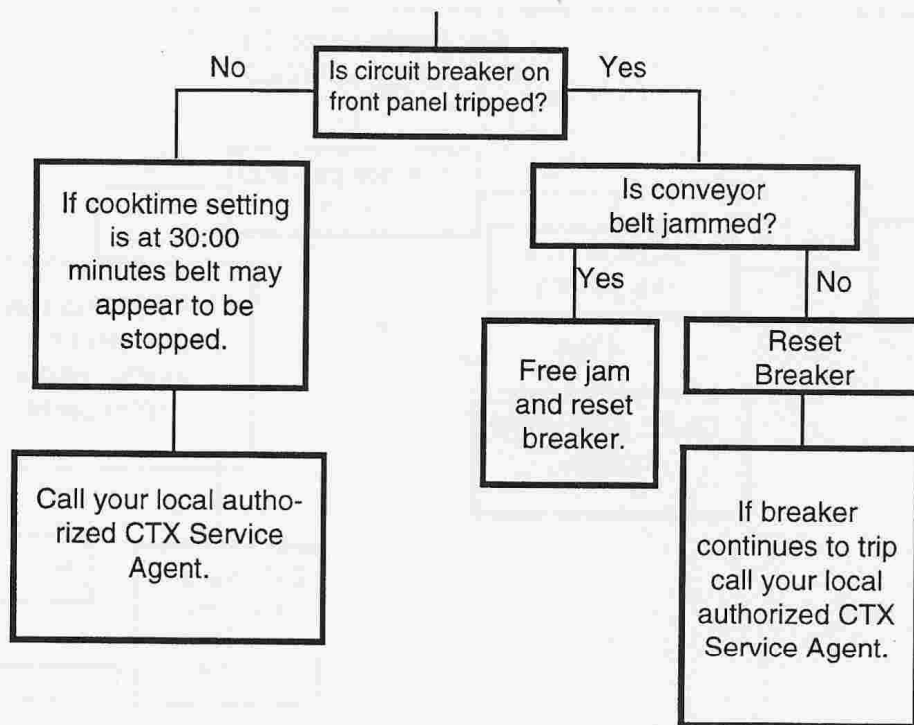 No
Is circuit breaker on
front panel tripped?
Yes
If cooktime setting
is at 30:00
minutes belt may
appear to be
stopped.
Is conveyor
belt jammed?
Yes
No
Free jam
and reset
breaker.
Reset
Breaker
Call your local autho-
rized CTX Service
Agent.
If breaker
continues to trip
call your local
authorized CTX
Service Agent.